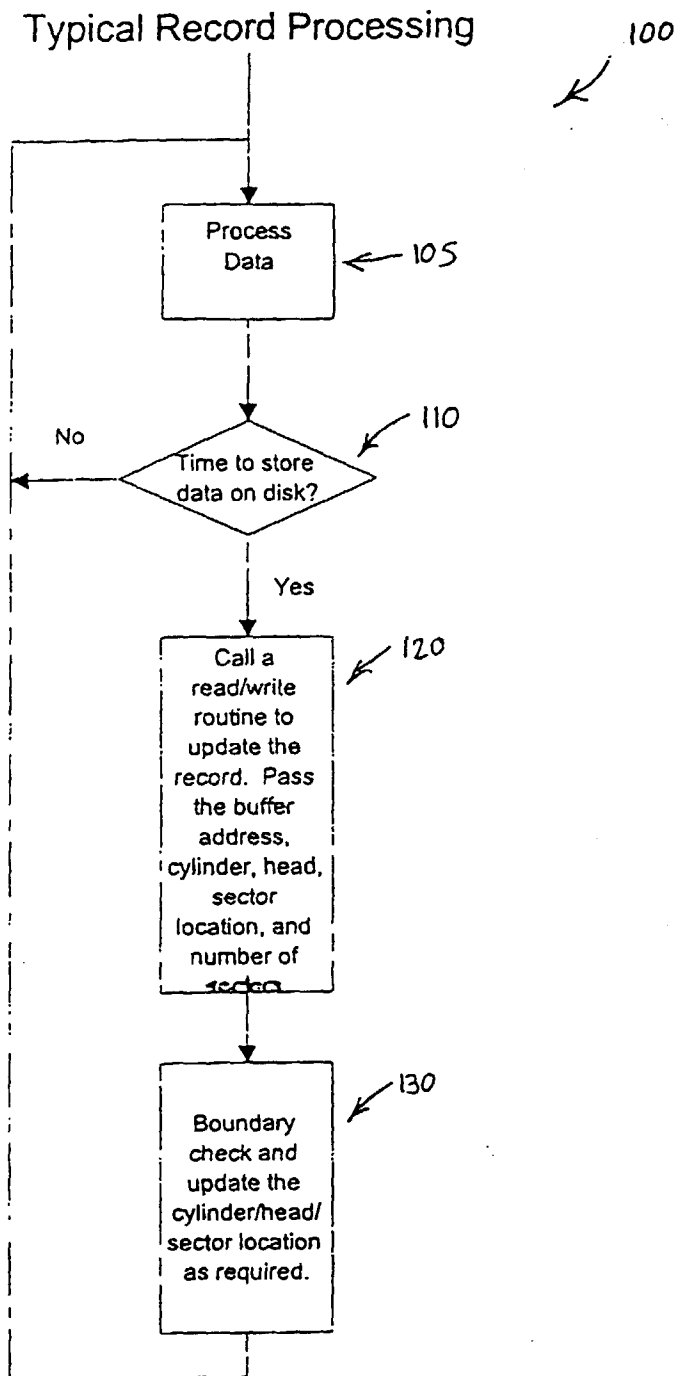 Typical Record Processing
100
Process
Data
105
110
No
Time to store
data on disk?
Yes
120
Call a
read/write
routine to
update the
record. Pass
the buffer
address,
cylinder, head,
sector
location, and
number of
130
Boundary
check and
update the
cylinder/head/
sector location
as required.